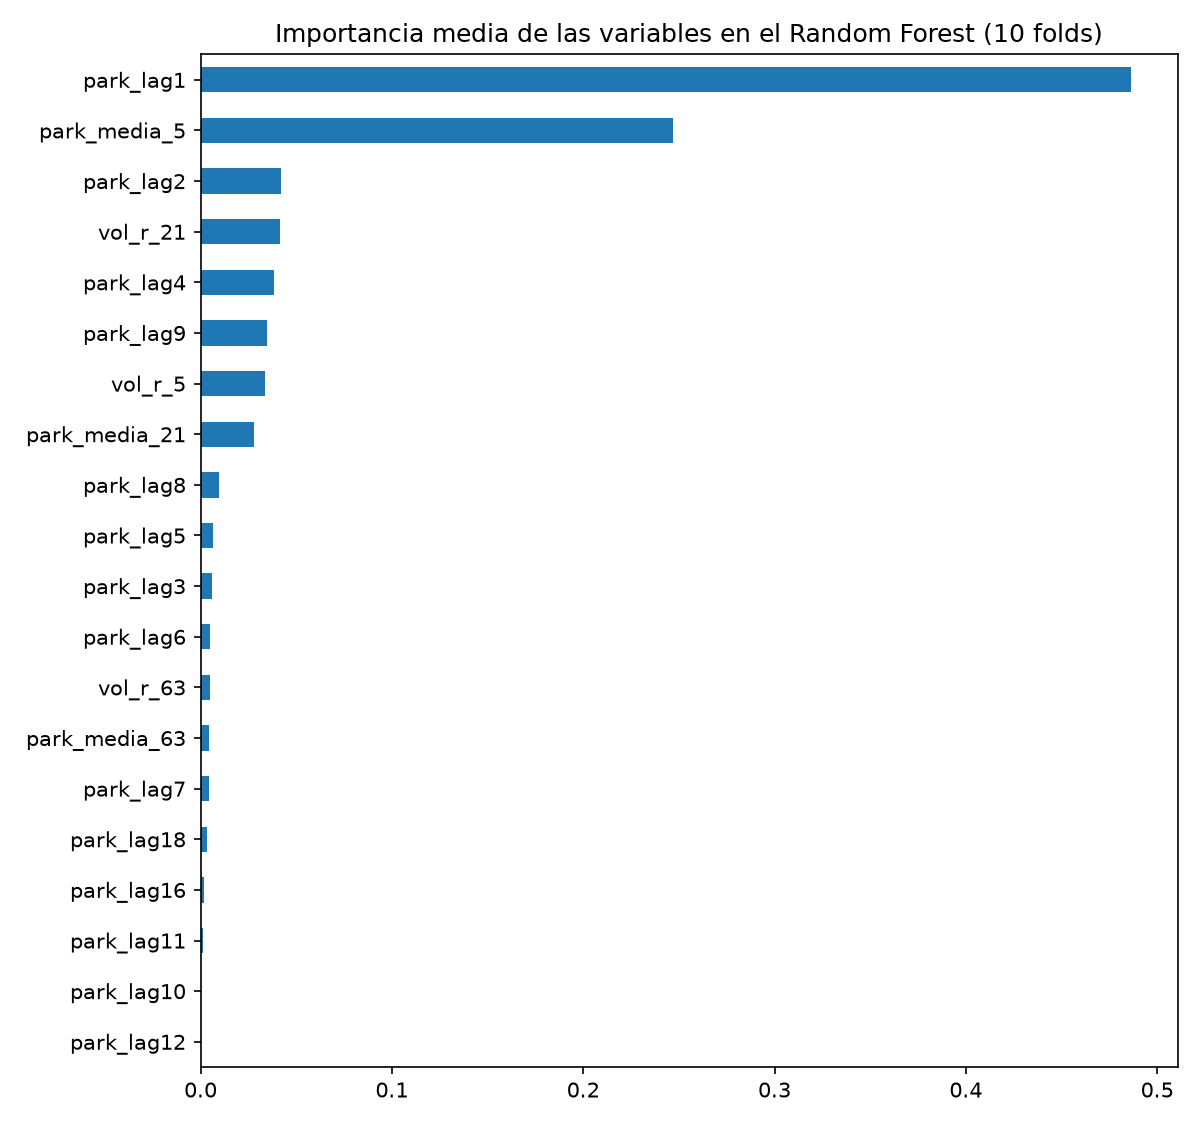 Importancia media de las variables en el Random Forest (10 folds)
park_lag1
park_media_5
park_lag2
vol_r_21
park_lag4
park_lag9
vol_r_5
park_media_21
park_lag8
park_lag5
park_lag3
park_lag6
vol_r_63
park_media_63
park_lag7
park_lag18
park_lag16
park_lag11
park_lag10
park_lag12
0.0 0.1 0.2 0.3 0.4 0.5